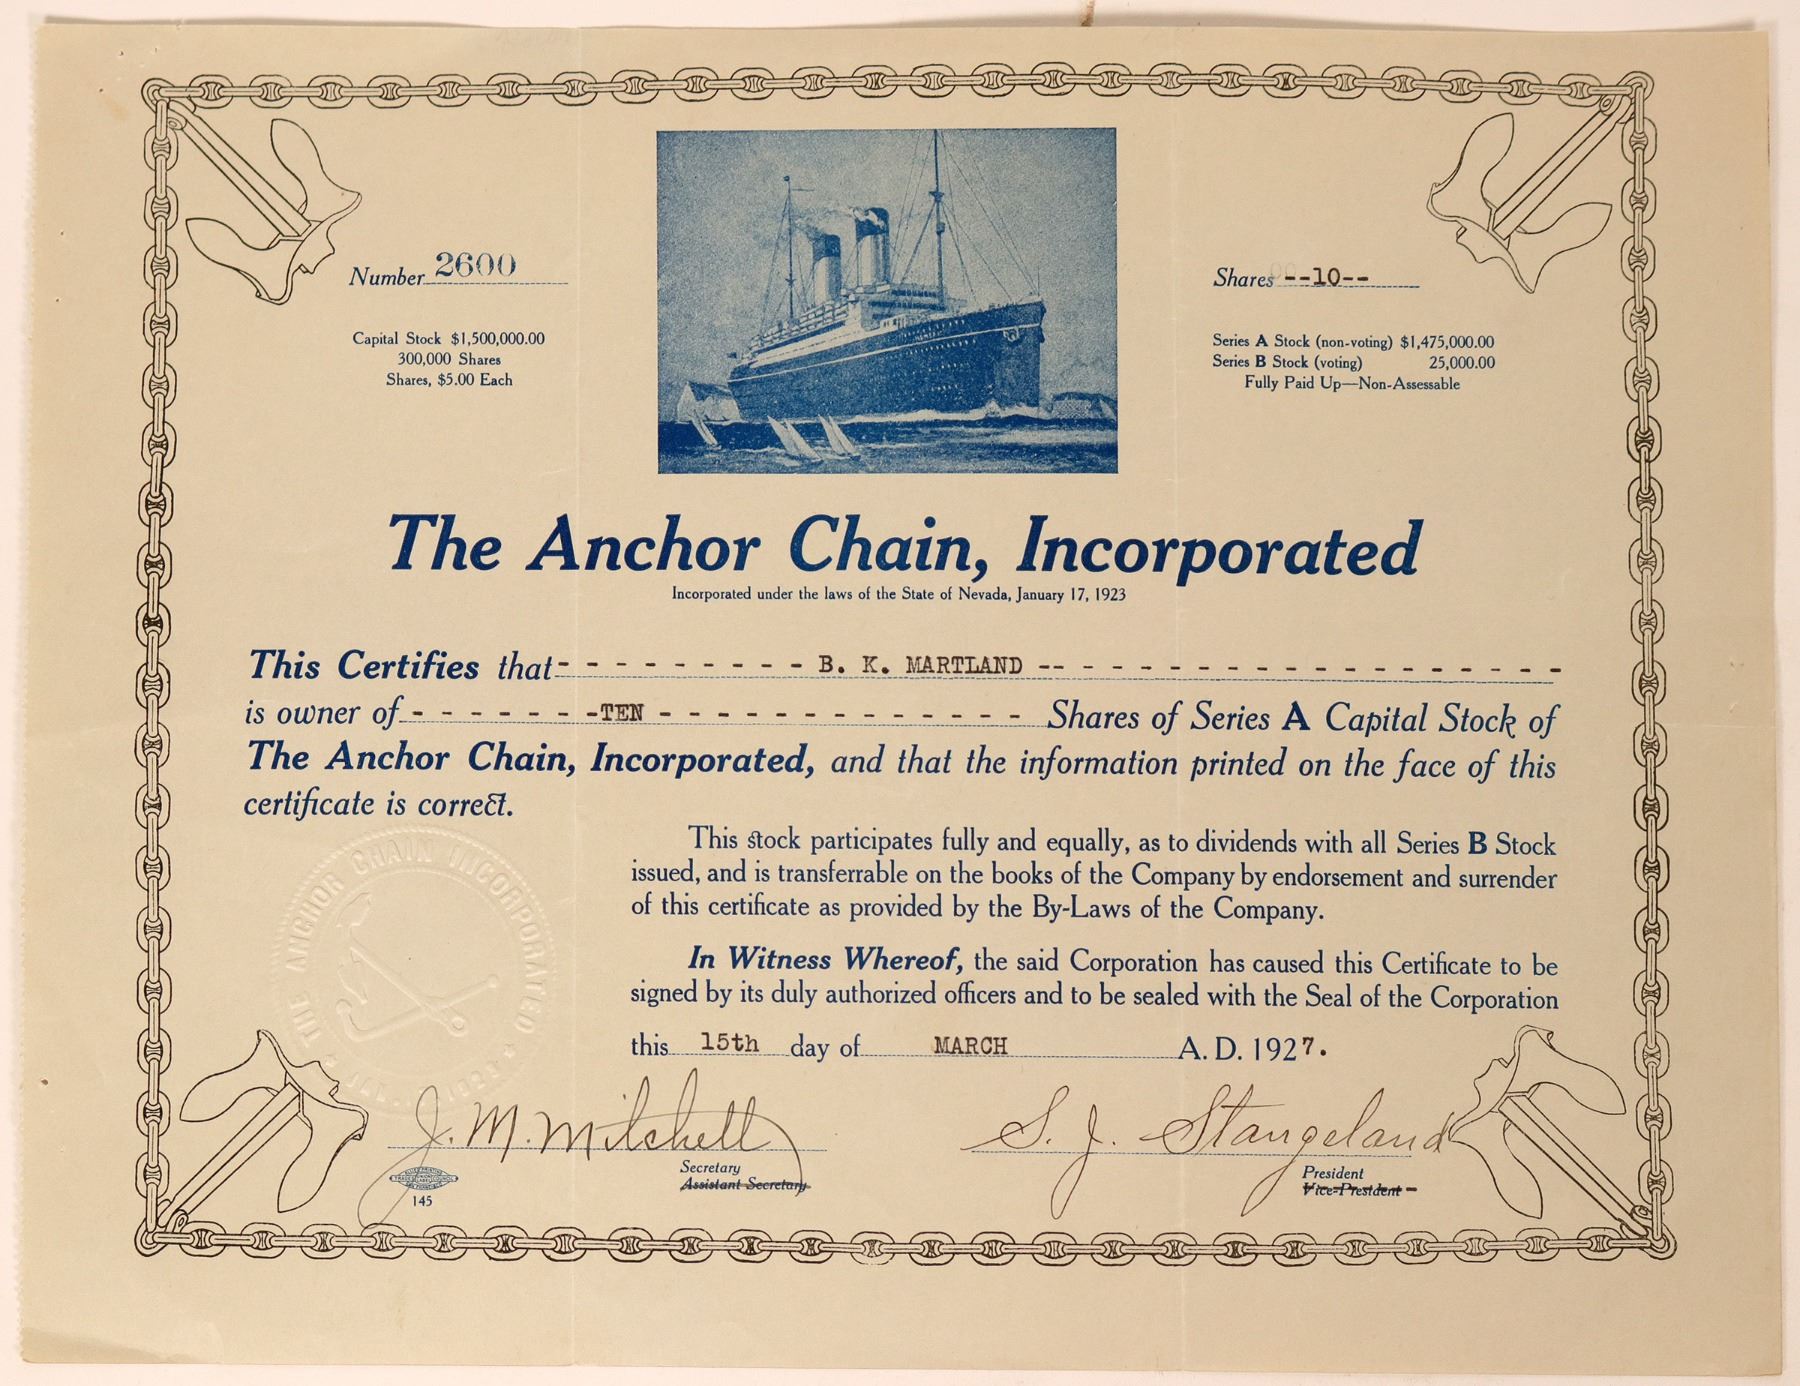 Number 2600
Capital Stock $1,500,000.00
300,000 Shares
Shares, $5.00 Each
Shares --10--
Series A Stock (non-voting) $1,475,000.00
Series B Stock (voting) 25,000.00
Fully Paid Up—Non-Assessable
The Anchor Chain, Incorporated
Incorporated under the laws of the State of Nevada, January 17, 1923
This Certifies that - - - - - - - - - B. K. MARTLAND -- - - - - - - - - - - - - - - - - - -
is owner of - - - - - - -TEN - - - - - - - - - - - - - Shares of Series A Capital Stock of
The Anchor Chain, Incorporated, and that the information printed on the face of this
certificate is correct.
This stock participates fully and equally, as to dividends with all Series B Stock
issued, and is transferrable on the books of the Company by endorsement and surrender
of this certificate as provided by the By-Laws of the Company.
In Witness Whereof, the said Corporation has caused this Certificate to be
signed by its duly authorized officers and to be sealed with the Seal of the Corporation
this 15th day of MARCH A. D. 1927.
THE ANCHOR CHAIN INCORPORATED
J. M. Mitchell
S. J. Stangeland
Secretary
Assistant Secretary
President
Vice-President
145